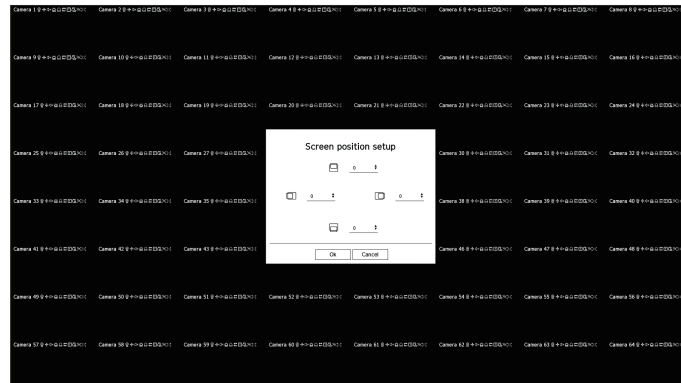 Camera 1 Camera 2 Camera 3 Camera 4 Camera 5 Camera 6 Camera 7 Camera 8
Camera 9 Camera 10 Camera 11 Camera 12 Camera 13 Camera 14 Camera 15 Camera 16
Camera 17 Camera 18 Camera 19 Camera 20 Camera 21 Camera 22 Camera 23 Camera 24
Camera 25 Camera 26 Camera 27 Camera 30 Camera 31 Camera 32
Screen position setup
0
Camera 33 Camera 34 Camera 35 Camera 38 Camera 39 Camera 40
0 0
0
Camera 41 Camera 42 Camera 43 Camera 46 Camera 47 Camera 48
Ok Cancel
Camera 49 Camera 50 Camera 51 Camera 52 Camera 53 Camera 54 Camera 55 Camera 56
Camera 57 Camera 58 Camera 59 Camera 60 Camera 61 Camera 62 Camera 63 Camera 64